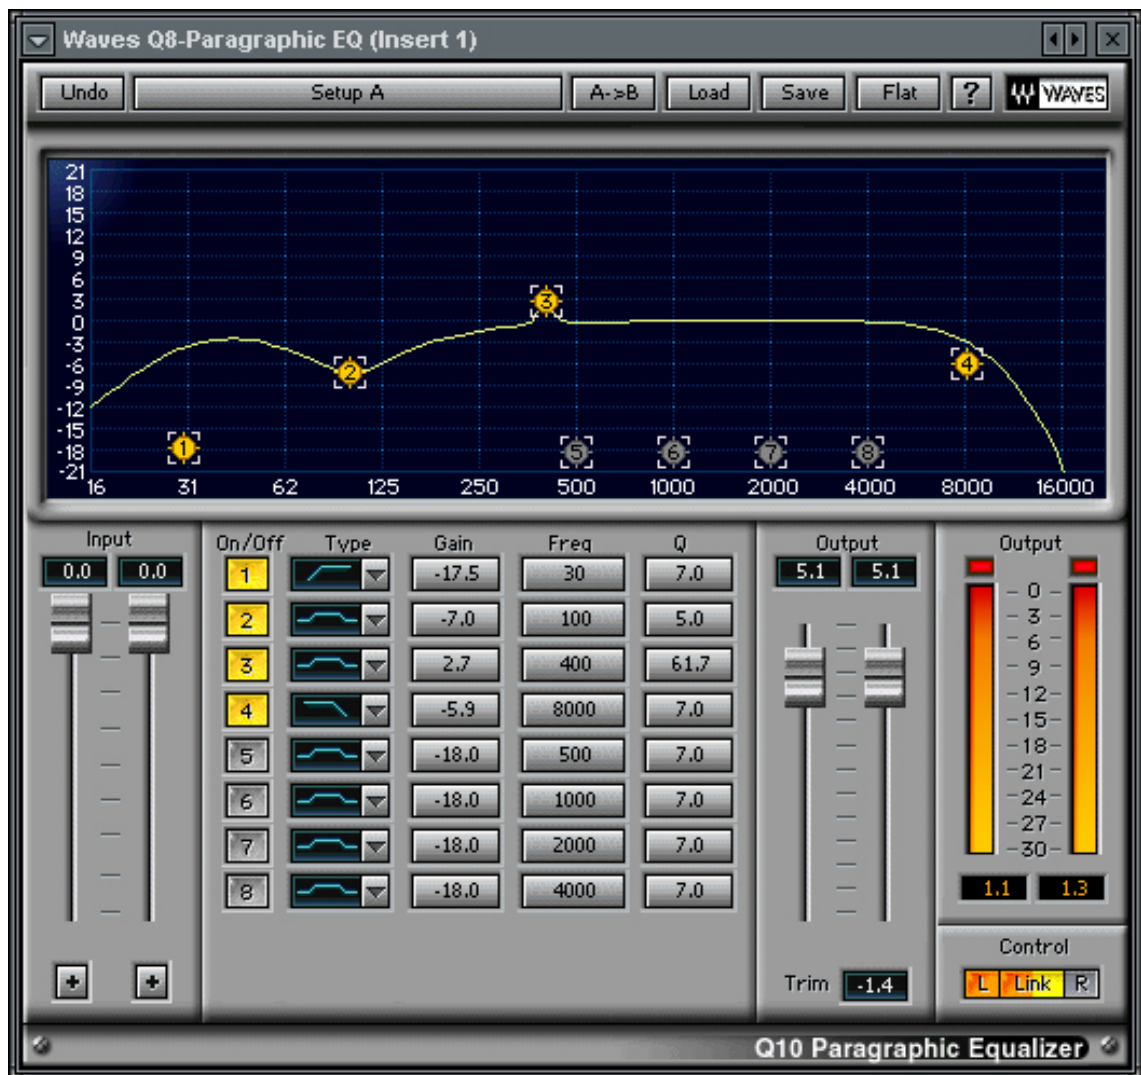 Waves Q8-Paragraphic EQ (Insert 1)
Undo Setup A A->B Load Save Flat ? WAVES
21
18
15
12
9
6
3
0
-3
-6
-9
-12
-15
-18
-21
1 2 3 4 5 6 7 8
16 31 62 125 250 500 1000 2000 4000 8000 16000
Input On/Off Type Gain Freq Q Output Output
0.0 0.0 1 -17.5 30 7.0 5.1 5.1
2 -7.0 100 5.0
3 2.7 400 61.7
4 -5.9 8000 7.0
5 -18.0 500 7.0
6 -18.0 1000 7.0
7 -18.0 2000 7.0
8 -18.0 4000 7.0
- 0 -
- 3 -
6
- 9 -
-12-
-15-
-18-
-21-
-24-
-27-
-30-
1.1 1.3
Control
+ + Trim -1.4 L Link R
Q10 Paragraphic Equalizer